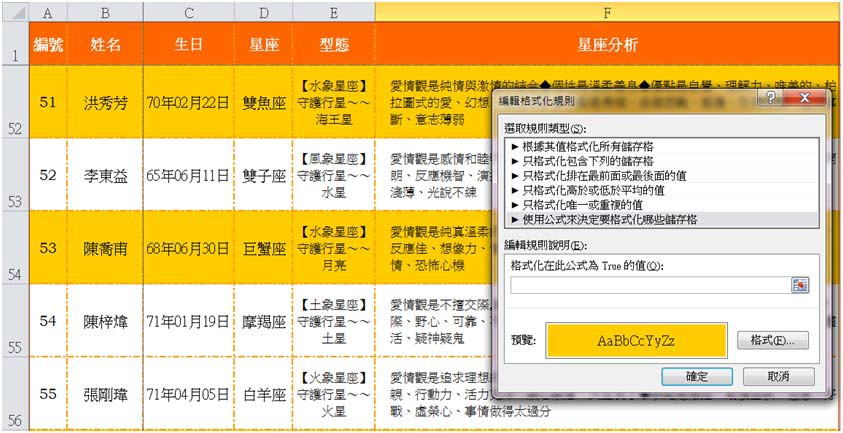 A B C D E F
1 編號 姓名 生日 星座 型態 星座分析
52 51 洪秀芳 70年02月22日 雙魚座
【水象星座】
守護行星～～
海王星
愛情觀是純情與激情的結合◆個性是溫柔善良◆優點是自覺、理解力、唯美的、柏
拉圖式的愛、幻想
斷、意志薄弱
53 52 李東益 65年06月11日 雙子座
【風象星座】
守護行星～～
水星
愛情觀是感情和睦
朗、反應機智、演
淺薄、光說不練
54 53 陳喬甫 68年06月30日 巨蟹座
【水象星座】
守護行星～～
月亮
愛情觀是純真溫柔
反應佳、想像力、
情、恐怖心機
55 54 陳梓煒 71年01月19日 摩羯座
【土象星座】
守護行星～～
土星
愛情觀是不擅交際
際、野心、可靠、
活、疑神疑鬼
56 55 張剛瑋 71年04月05日 白羊座
【火象星座】
守護行星～～
火星
愛情觀是追求理想
親、行動力、活力
戰、虛榮心、事情做得太過分
編輯格式化規則
選取規則類型(S):
► 根據其值格式化所有儲存格
► 只格式化包含下列的儲存格
► 只格式化排在最前面或最後面的值
► 只格式化高於或低於平均的值
► 只格式化唯一或重複的值
► 使用公式來決定要格式化哪些儲存格
編輯規則說明(E):
格式化在此公式為 True 的值(O):
預覽: AaBbCcYyZz 格式(F)...
確定 取消